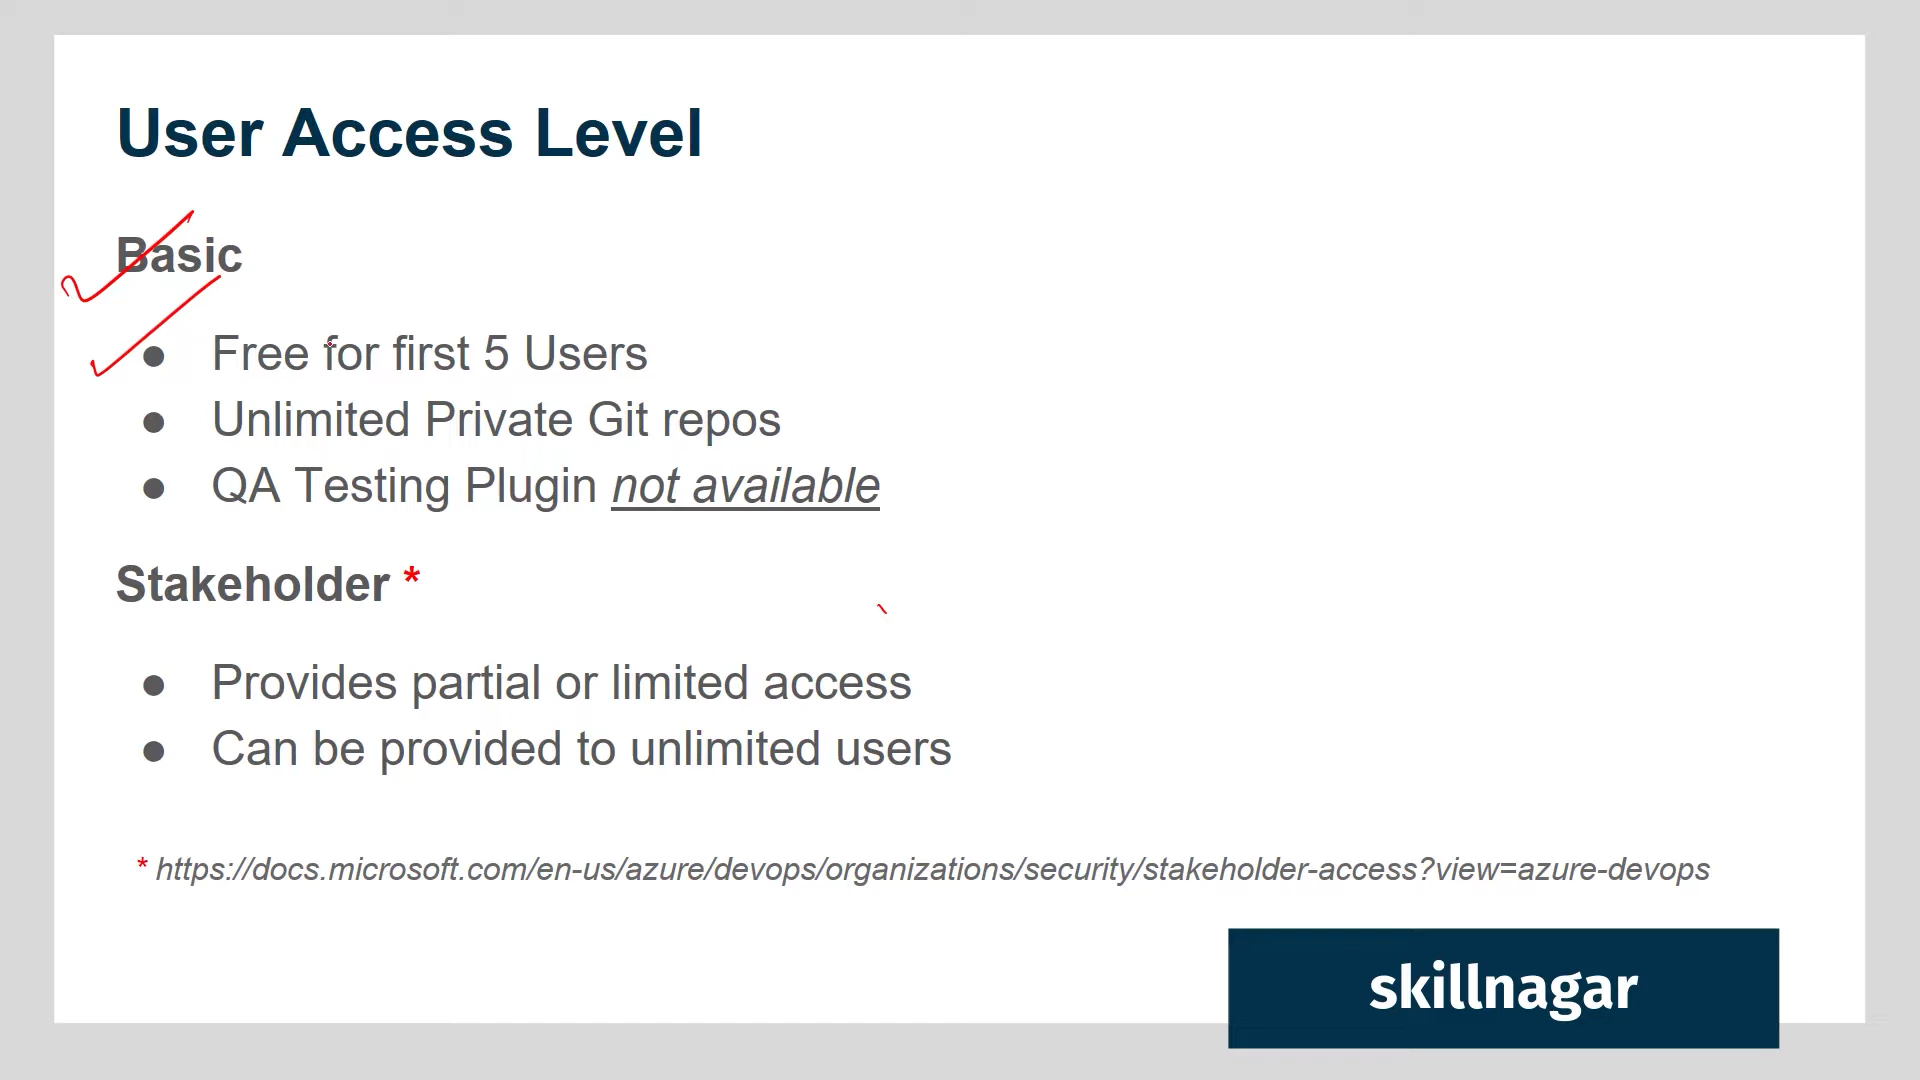 User Access Level
Basic
● Free for first 5 Users
● Unlimited Private Git repos
● QA Testing Plugin not available
Stakeholder *
● Provides partial or limited access
● Can be provided to unlimited users
* https://docs.microsoft.com/en-us/azure/devops/organizations/security/stakeholder-access?view=azure-devops
skillnagar